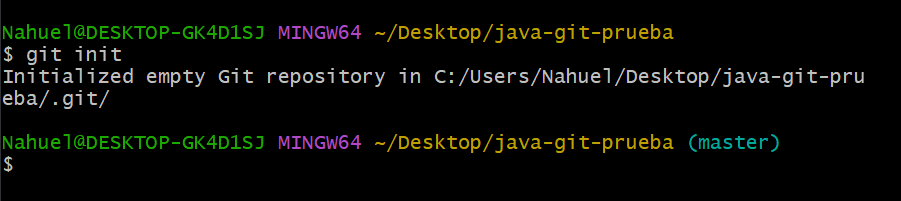 Nahuel@DESKTOP-GK4D1SJ MINGW64 ~/Desktop/java-git-prueba
$ git init
Initialized empty Git repository in C:/Users/Nahuel/Desktop/java-git-pru
eba/.git/
Nahuel@DESKTOP-GK4D1SJ MINGW64 ~/Desktop/java-git-prueba (master)
$